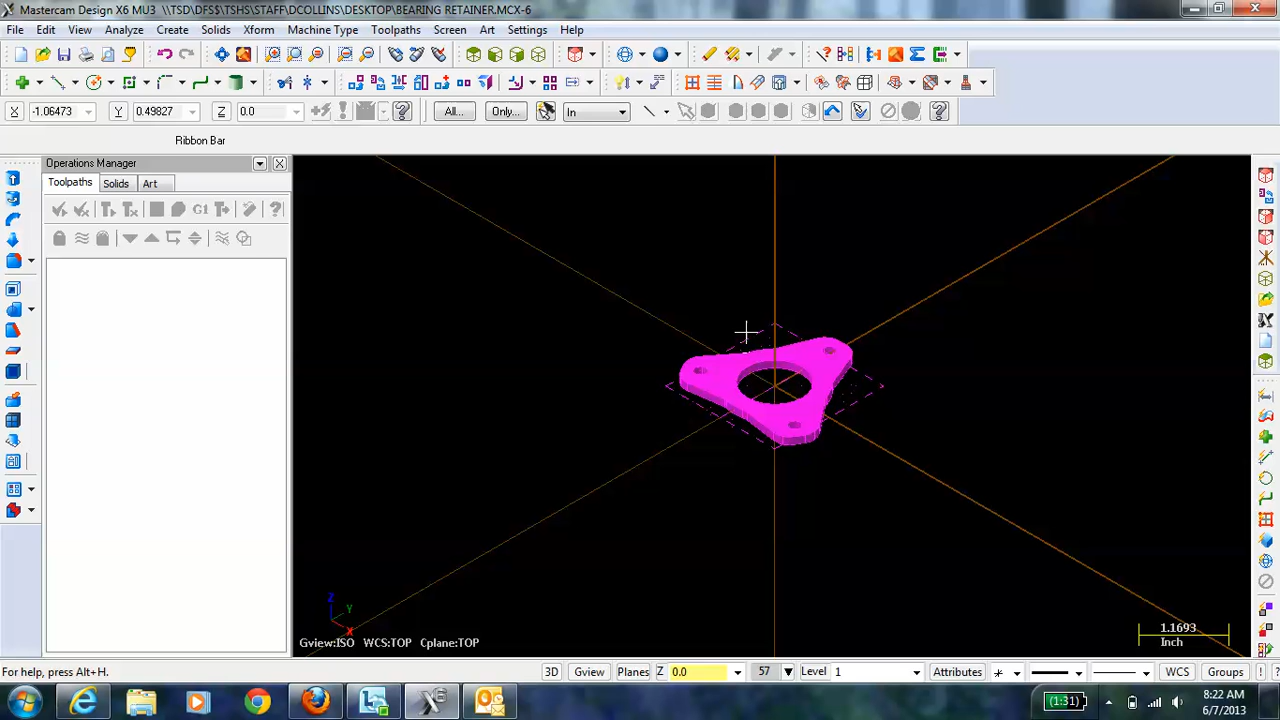 Mastercam Design X6 MU3 \\TSD\DFS$\TSHS\STAFF\DCOLLINS\DESKTOP\BEARING RETAINER.MCX-6
File Edit View Analyze Create Solids Xform Machine Type Toolpaths Screen Art Settings Help
X -1.06473 Y 0.49827 Z 0.0 All... Only... In
Ribbon Bar
Operations Manager
Toolpaths Solids Art
G1
Z
Y
X
1.1693
Inch
Gview:ISO WCS:TOP Cplane:TOP
For help, press Alt+H. 3D Gview Planes Z 0.0 57 Level 1 Attributes WCS Groups
(1:31) 8:22 AM
6/7/2013